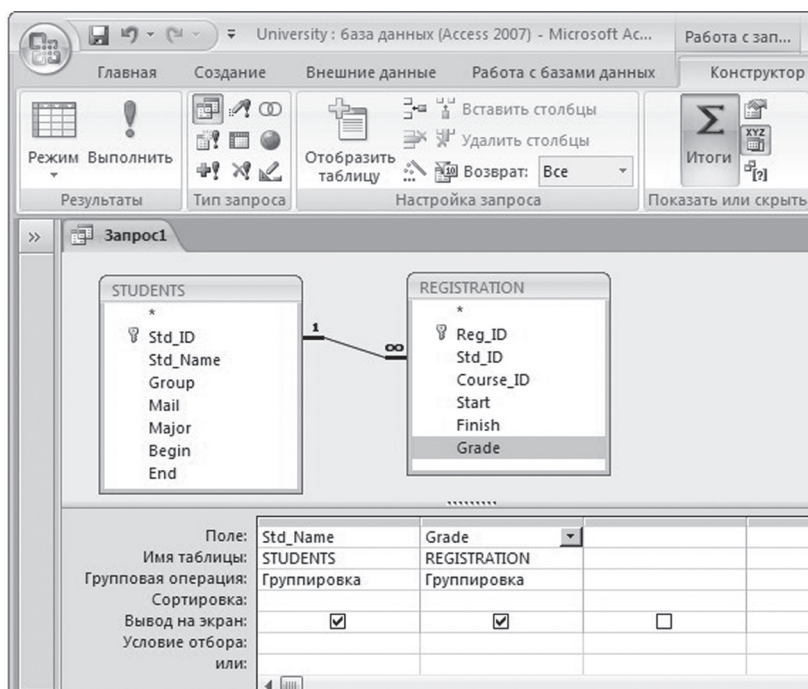 University : база данных (Access 2007) - Microsoft Ac...
Работа с зап...
Главная Создание Внешние данные Работа с базами данных Конструктор
Режим Выполнить
Результаты
Тип запроса
Отобразить таблицу
Вставить столбцы
Удалить столбцы
Возврат: Все
Настройка запроса
Итоги
XYZ
[?]
Показать или скрыть
Запрос1
STUDENTS
*
Std_ID
Std_Name
Group
Mail
Major
Begin
End
1
∞
REGISTRATION
*
Reg_ID
Std_ID
Course_ID
Start
Finish
Grade
Поле: Std_Name Grade
Имя таблицы: STUDENTS REGISTRATION
Групповая операция: Группировка Группировка
Сортировка:
Вывод на экран:
Условие отбора:
или: